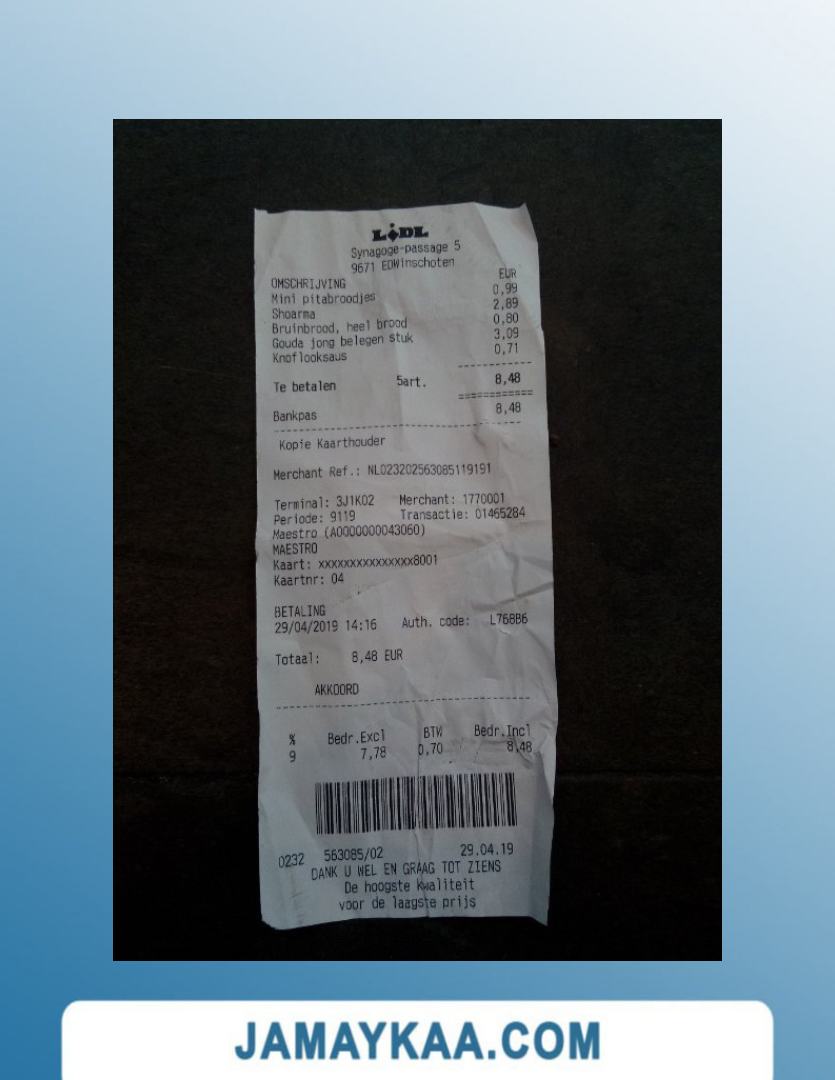 LiDL
Synagoge-passage 5
9671 EDWinschoten
OMSCHRIJVING EUR
Mini pitabroodjes 0,99
Shoarma 2,89
Bruinbrood, heel brood 0,80
Gouda jong belegen stuk 3,09
Knoflooksaus 0,71
Te betalen 5art. 8,48
Bankpas 8,48
Kopie Kaarthouder
Merchant Ref.: NL023202563085119191
Terminal: 3J1K02 Merchant: 1770001
Periode: 9119 Transactie: 01465284
Maestro (A0000000043060)
MAESTRO
Kaart: xxxxxxxxxxxxxxx8001
Kaartnr: 04
BETALING
29/04/2019 14:16 Auth. code: L768B6
Totaal: 8,48 EUR
AKKOORD
% Bedr.Excl BTW Bedr.Incl
9 7,78 0,70 8,48
0232 563085/02 29.04.19
DANK U WEL EN GRAAG TOT ZIENS
De hoogste kwaliteit
voor de laagste prijs
JAMAYKAA.COM